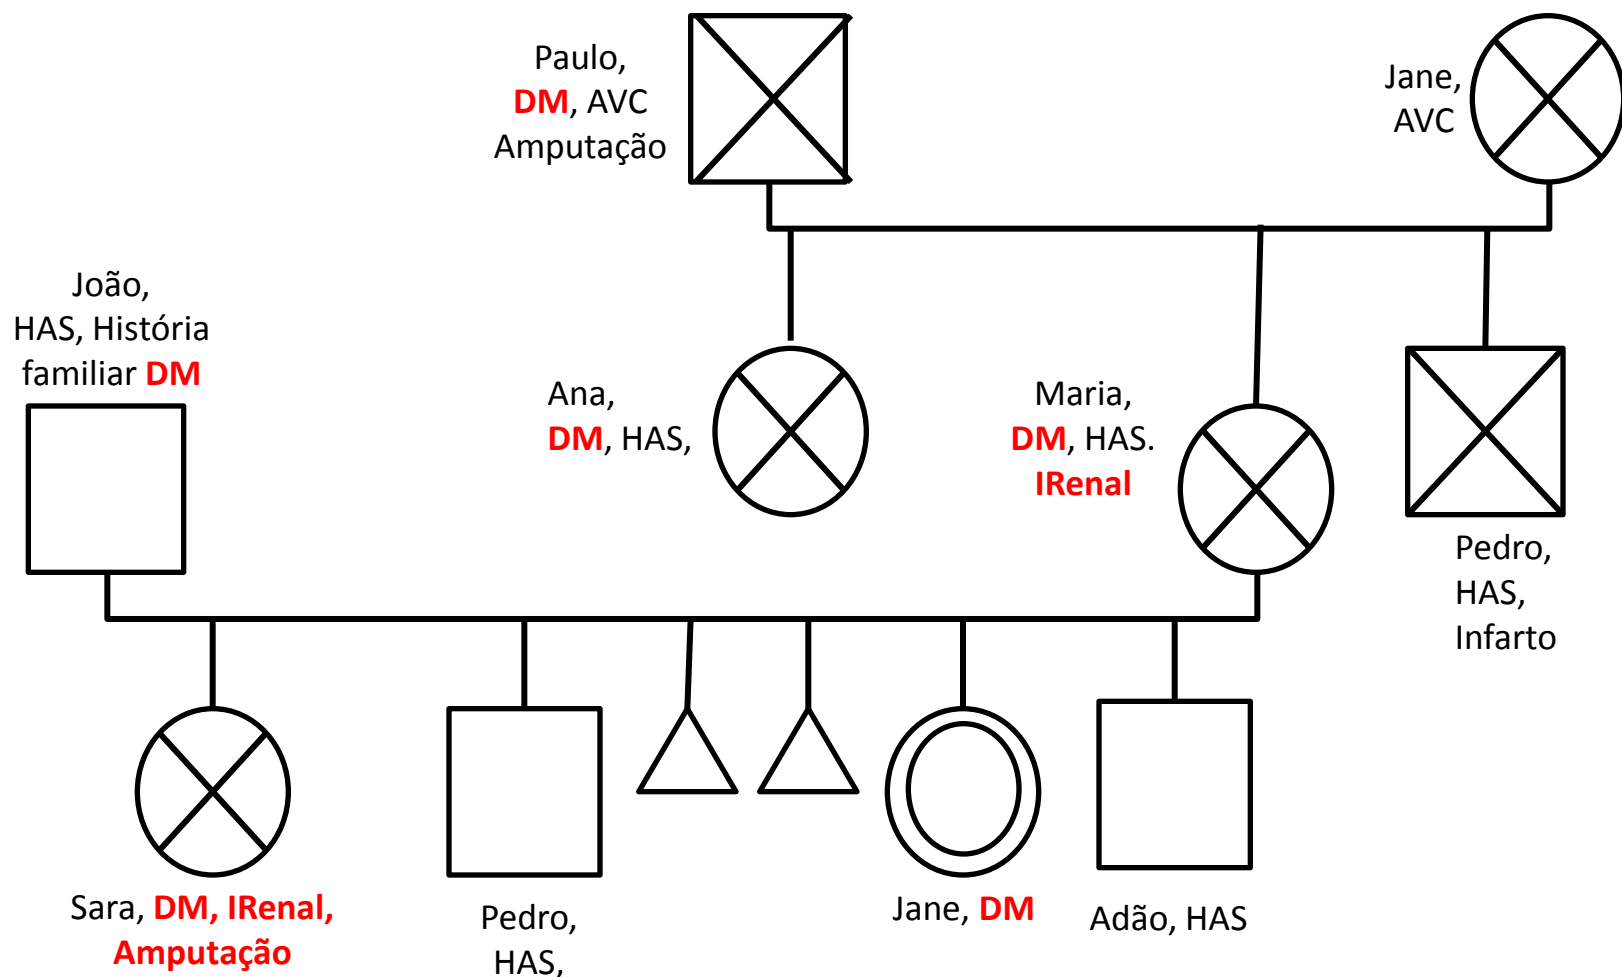 Paulo,
DM, AVC
Amputação
Jane,
AVC
João,
HAS, História
familiar DM
Ana,
DM, HAS,
Maria,
DM, HAS.
IRenal
Pedro,
HAS,
Infarto
Sara, DM, IRenal,
Amputação
Pedro,
HAS,
Jane, DM
Adão, HAS